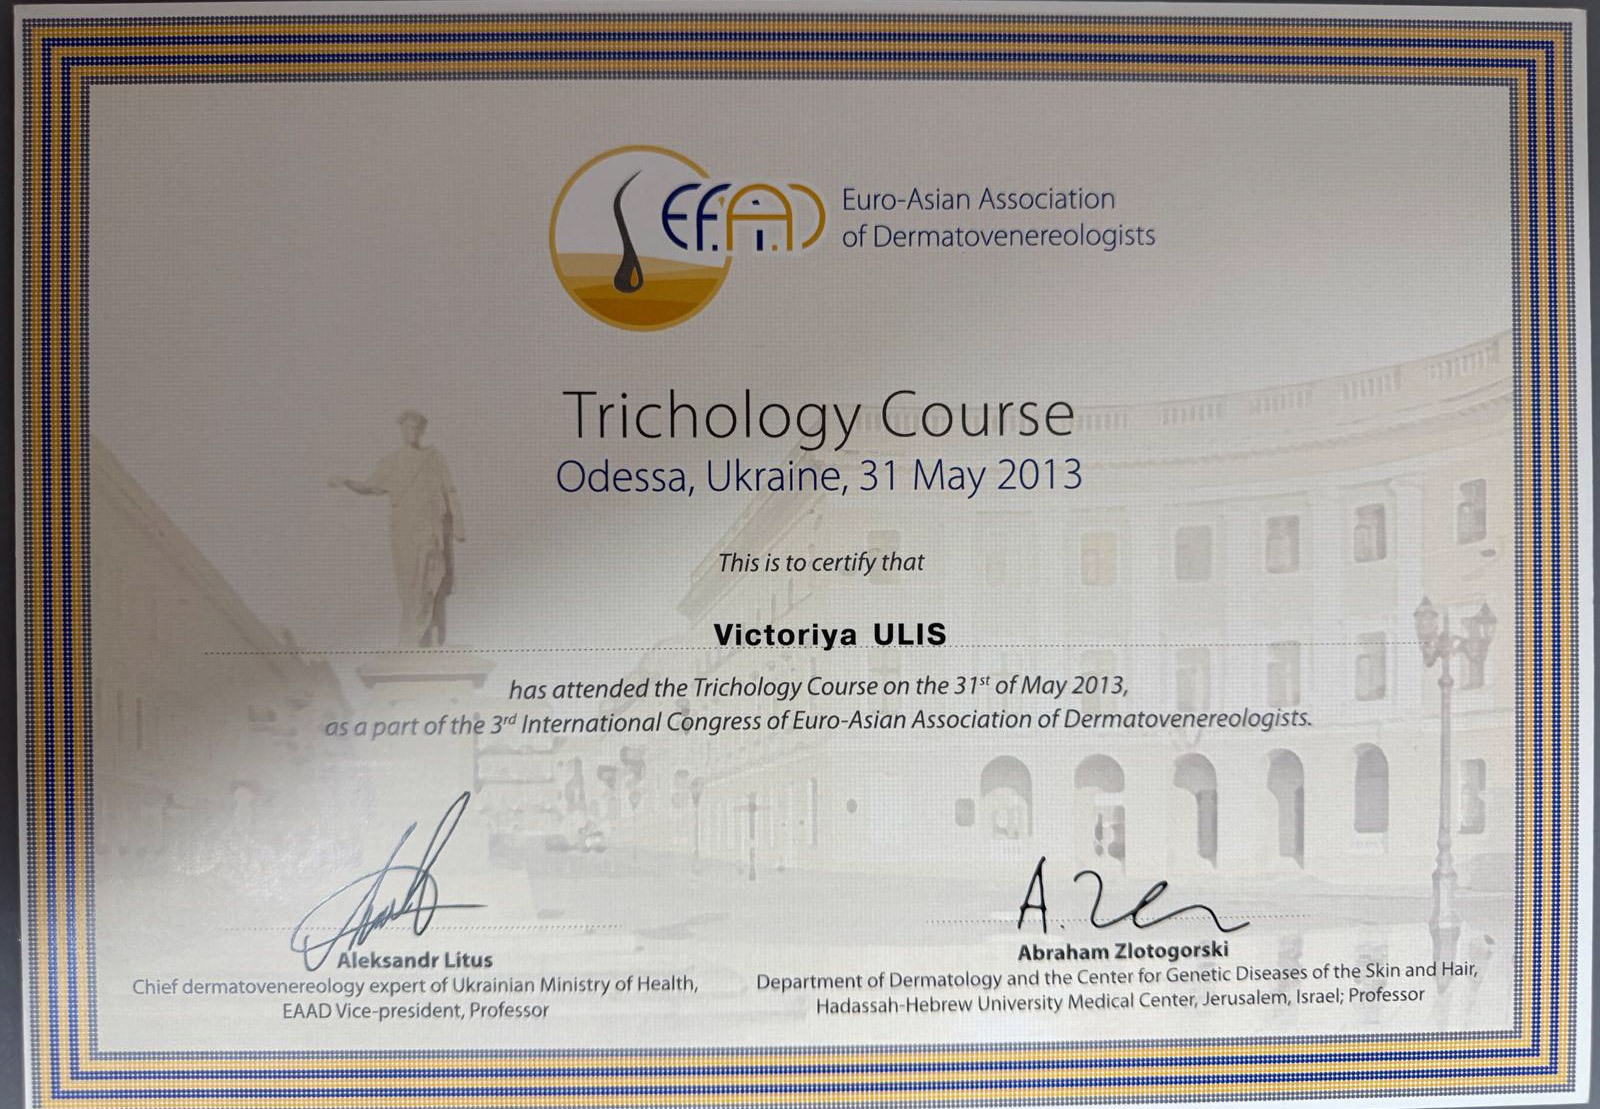 EAAD
Euro-Asian Association
of Dermatovenereologists
Trichology Course
Odessa, Ukraine, 31 May 2013
This is to certify that
Victoriya ULIS
has attended the Trichology Course on the 31st of May 2013,
as a part of the 3rd International Congress of Euro-Asian Association of Dermatovenereologists.
A. Zer
Aleksandr Litus
Chief dermatovenereology expert of Ukrainian Ministry of Health,
EAAD Vice-president, Professor
Abraham Zlotogorski
Department of Dermatology and the Center for Genetic Diseases of the Skin and Hair,
Hadassah-Hebrew University Medical Center, Jerusalem, Israel; Professor